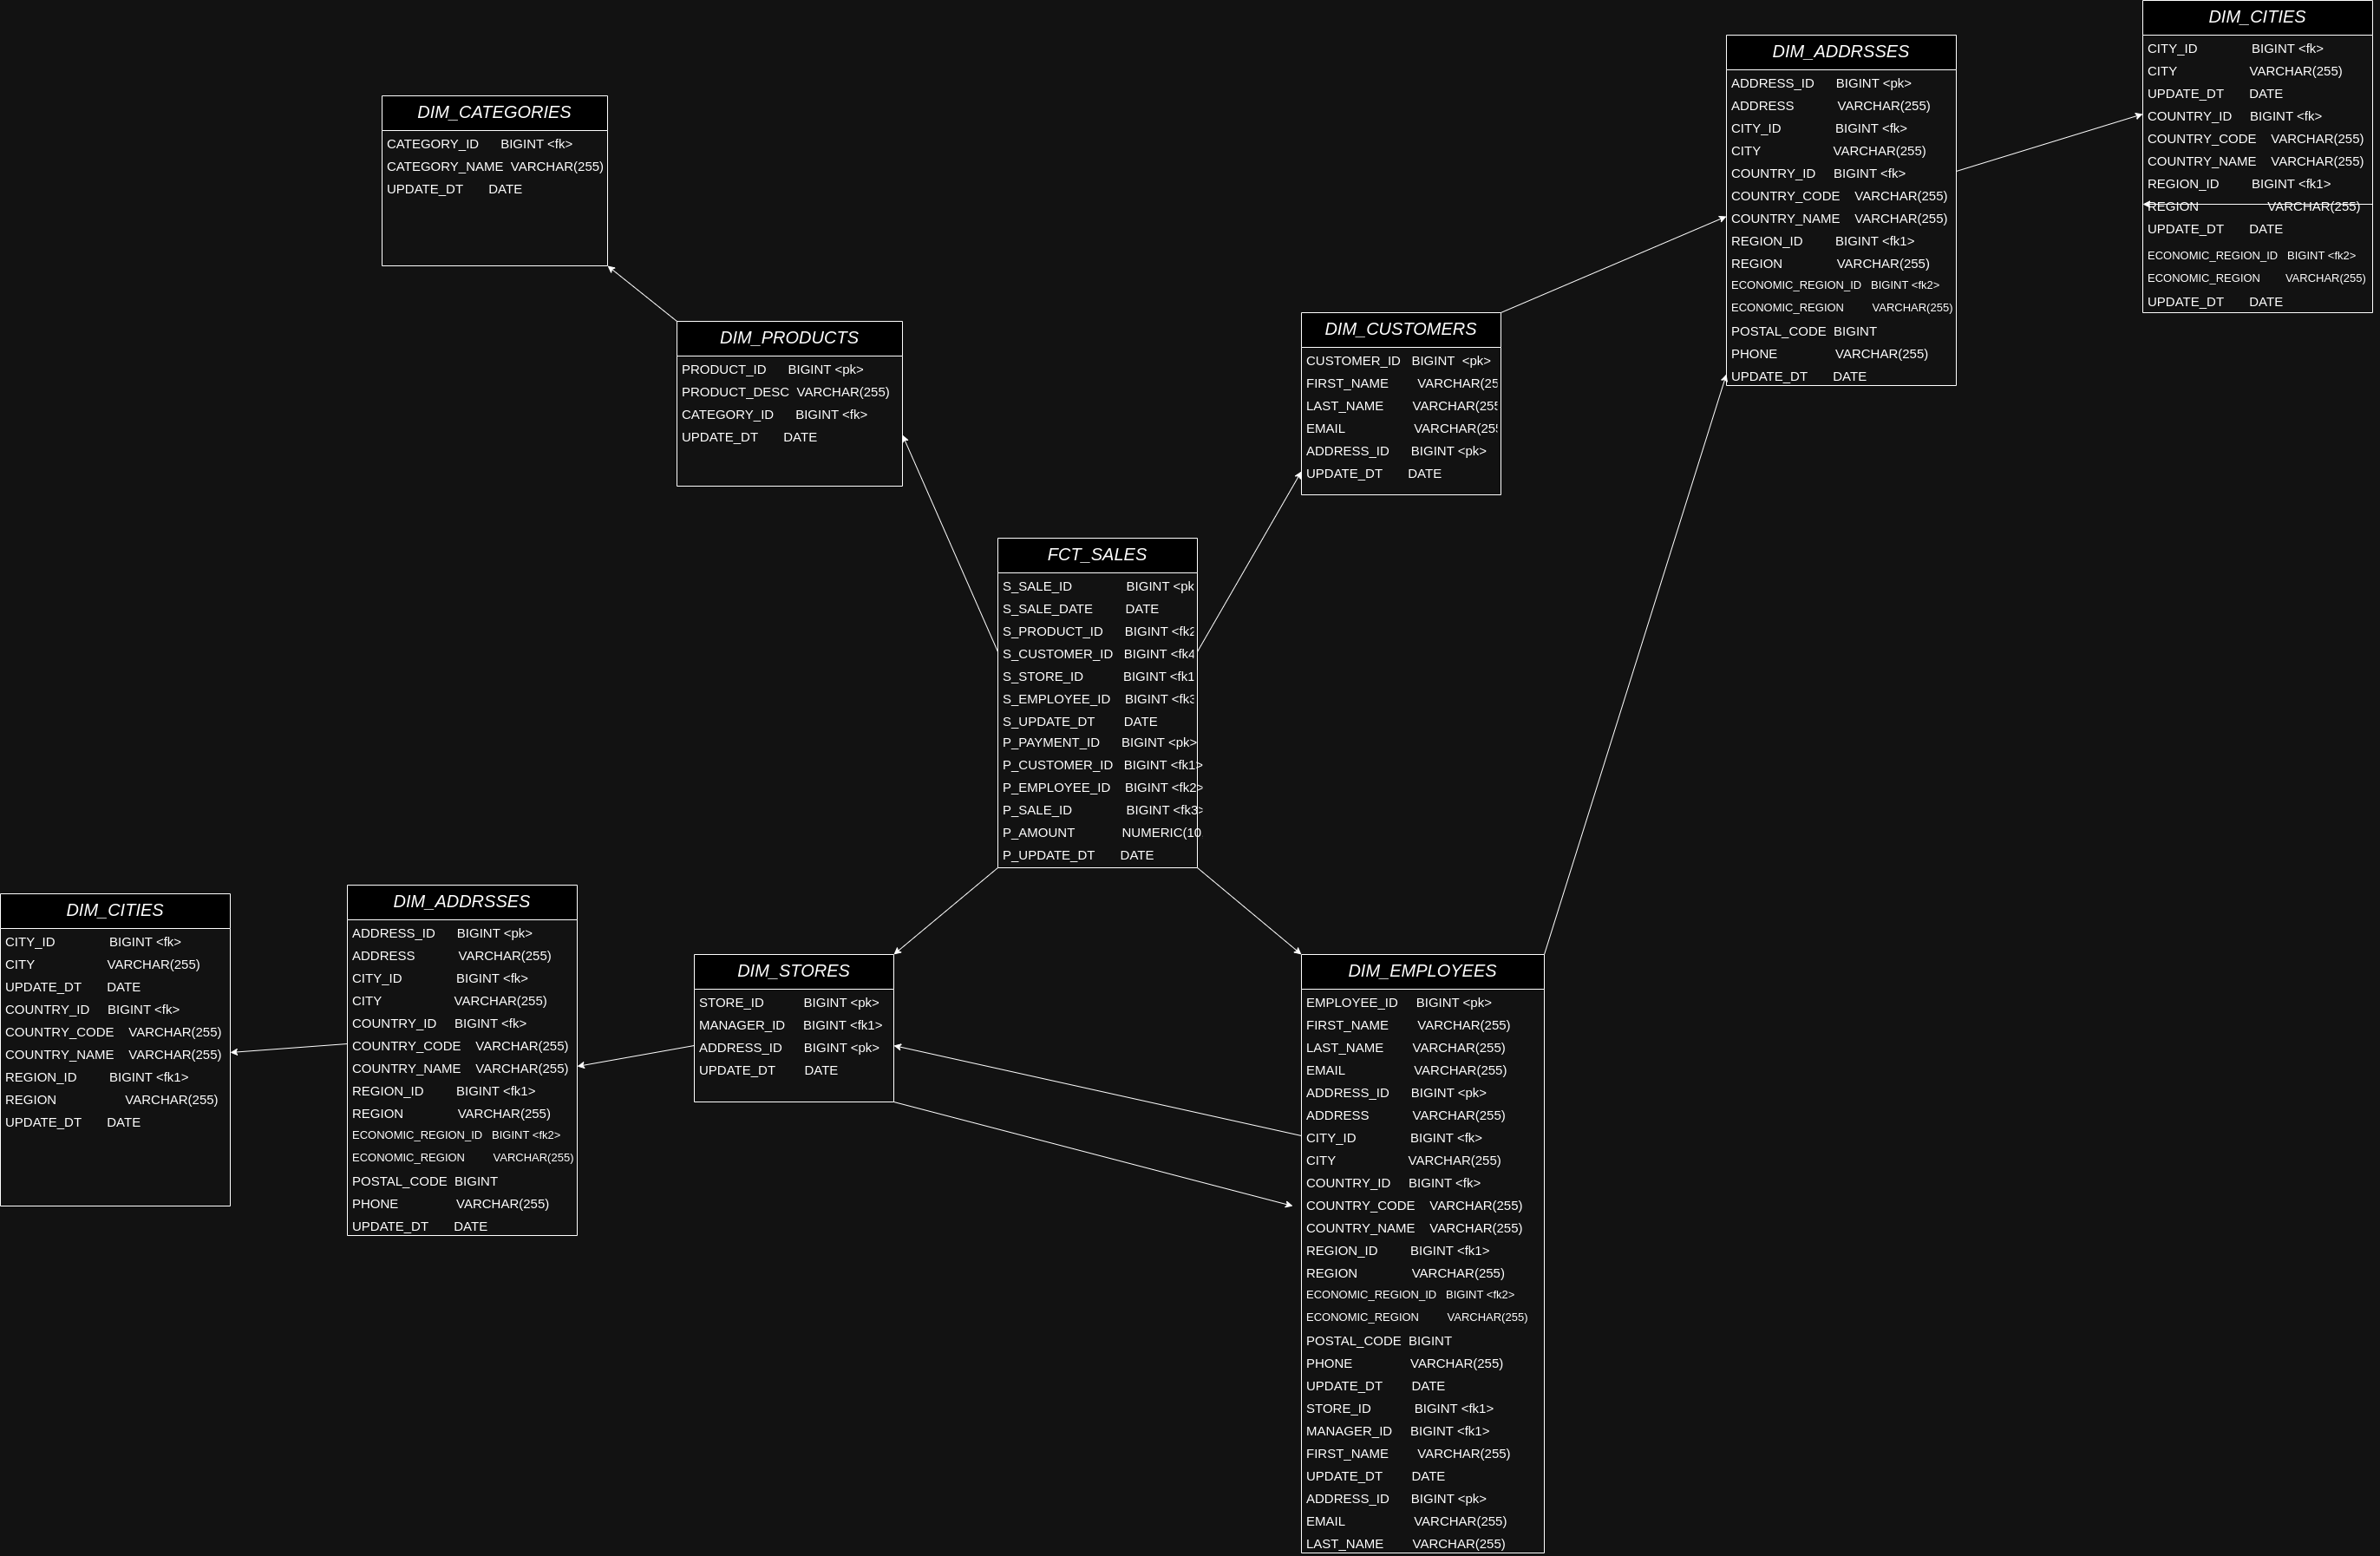 DIM_CATEGORIES
CATEGORY_ID BIGINT <fk>
CATEGORY_NAME VARCHAR(255)
UPDATE_DT DATE
DIM_PRODUCTS
PRODUCT_ID BIGINT <pk>
PRODUCT_DESC VARCHAR(255)
CATEGORY_ID BIGINT <fk>
UPDATE_DT DATE
DIM_CUSTOMERS
CUSTOMER_ID BIGINT <pk>
FIRST_NAME VARCHAR(25
LAST_NAME VARCHAR(255
EMAIL VARCHAR(255
ADDRESS_ID BIGINT <pk>
UPDATE_DT DATE
DIM_ADDRSSES
ADDRESS_ID BIGINT <pk>
ADDRESS VARCHAR(255)
CITY_ID BIGINT <fk>
CITY VARCHAR(255)
COUNTRY_ID BIGINT <fk>
COUNTRY_CODE VARCHAR(255)
COUNTRY_NAME VARCHAR(255)
REGION_ID BIGINT <fk1>
REGION VARCHAR(255)
ECONOMIC_REGION_ID BIGINT <fk2>
ECONOMIC_REGION VARCHAR(255)
POSTAL_CODE BIGINT
PHONE VARCHAR(255)
UPDATE_DT DATE
DIM_CITIES
CITY_ID BIGINT <fk>
CITY VARCHAR(255)
UPDATE_DT DATE
COUNTRY_ID BIGINT <fk>
COUNTRY_CODE VARCHAR(255)
COUNTRY_NAME VARCHAR(255)
REGION_ID BIGINT <fk1>
REGION VARCHAR(255)
UPDATE_DT DATE
ECONOMIC_REGION_ID BIGINT <fk2>
ECONOMIC_REGION VARCHAR(255)
UPDATE_DT DATE
FCT_SALES
S_SALE_ID BIGINT <pk
S_SALE_DATE DATE
S_PRODUCT_ID BIGINT <fk2
S_CUSTOMER_ID BIGINT <fk4
S_STORE_ID BIGINT <fk1
S_EMPLOYEE_ID BIGINT <fk3
S_UPDATE_DT DATE
P_PAYMENT_ID BIGINT <pk>
P_CUSTOMER_ID BIGINT <fk1>
P_EMPLOYEE_ID BIGINT <fk2>
P_SALE_ID BIGINT <fk3>
P_AMOUNT NUMERIC(10
P_UPDATE_DT DATE
DIM_CITIES
CITY_ID BIGINT <fk>
CITY VARCHAR(255)
UPDATE_DT DATE
COUNTRY_ID BIGINT <fk>
COUNTRY_CODE VARCHAR(255)
COUNTRY_NAME VARCHAR(255)
REGION_ID BIGINT <fk1>
REGION VARCHAR(255)
UPDATE_DT DATE
DIM_ADDRSSES
ADDRESS_ID BIGINT <pk>
ADDRESS VARCHAR(255)
CITY_ID BIGINT <fk>
CITY VARCHAR(255)
COUNTRY_ID BIGINT <fk>
COUNTRY_CODE VARCHAR(255)
COUNTRY_NAME VARCHAR(255)
REGION_ID BIGINT <fk1>
REGION VARCHAR(255)
ECONOMIC_REGION_ID BIGINT <fk2>
ECONOMIC_REGION VARCHAR(255)
POSTAL_CODE BIGINT
PHONE VARCHAR(255)
UPDATE_DT DATE
DIM_STORES
STORE_ID BIGINT <pk>
MANAGER_ID BIGINT <fk1>
ADDRESS_ID BIGINT <pk>
UPDATE_DT DATE
DIM_EMPLOYEES
EMPLOYEE_ID BIGINT <pk>
FIRST_NAME VARCHAR(255)
LAST_NAME VARCHAR(255)
EMAIL VARCHAR(255)
ADDRESS_ID BIGINT <pk>
ADDRESS VARCHAR(255)
CITY_ID BIGINT <fk>
CITY VARCHAR(255)
COUNTRY_ID BIGINT <fk>
COUNTRY_CODE VARCHAR(255)
COUNTRY_NAME VARCHAR(255)
REGION_ID BIGINT <fk1>
REGION VARCHAR(255)
ECONOMIC_REGION_ID BIGINT <fk2>
ECONOMIC_REGION VARCHAR(255)
POSTAL_CODE BIGINT
PHONE VARCHAR(255)
UPDATE_DT DATE
STORE_ID BIGINT <fk1>
MANAGER_ID BIGINT <fk1>
FIRST_NAME VARCHAR(255)
UPDATE_DT DATE
ADDRESS_ID BIGINT <pk>
EMAIL VARCHAR(255)
LAST_NAME VARCHAR(255)